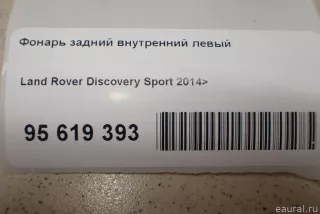 Фонарь задний внутренний левый
Land Rover Discovery Sport 2014>
95 619 393
eaural.ru